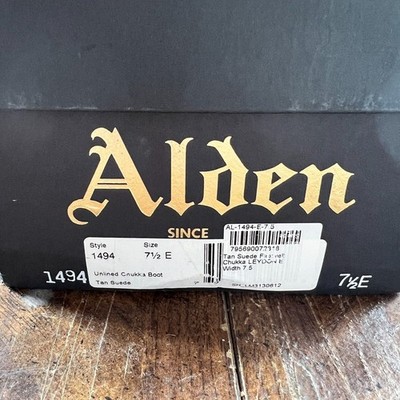 Alden
SINCE
Style Size
1494 7½ E
Unlined Chukka Boot
Tan Suede
AL-1494-E-7.5
Tan Suede
Chukka LEYDON E
Width 7.5
1494
7½E